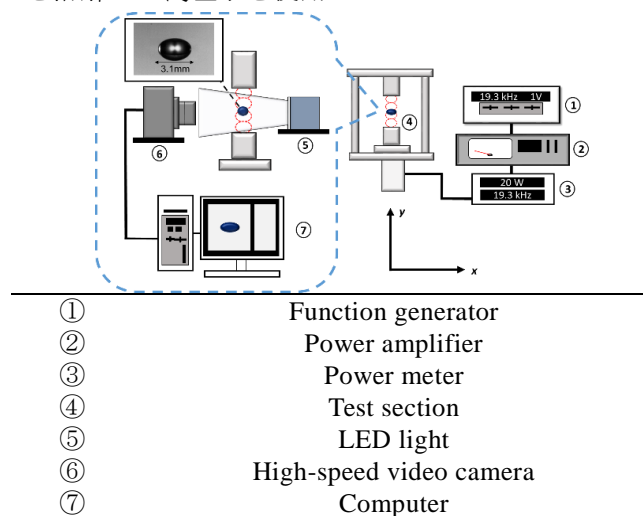 3.1mm
19.3 kHz 1V
①
④
②
⑥
⑤
20 W
19.3 kHz
③
⑦
y
x
① Function generator
② Power amplifier
③ Power meter
④ Test section
⑤ LED light
⑥ High-speed video camera
⑦ Computer